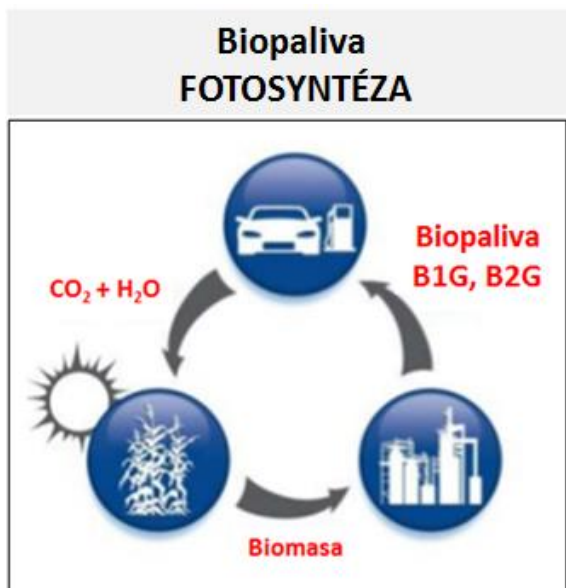 Biopaliva
FOTOSYNTÉZA
Biopaliva
B1G, B2G
CO₂ + H₂O
Biomasa